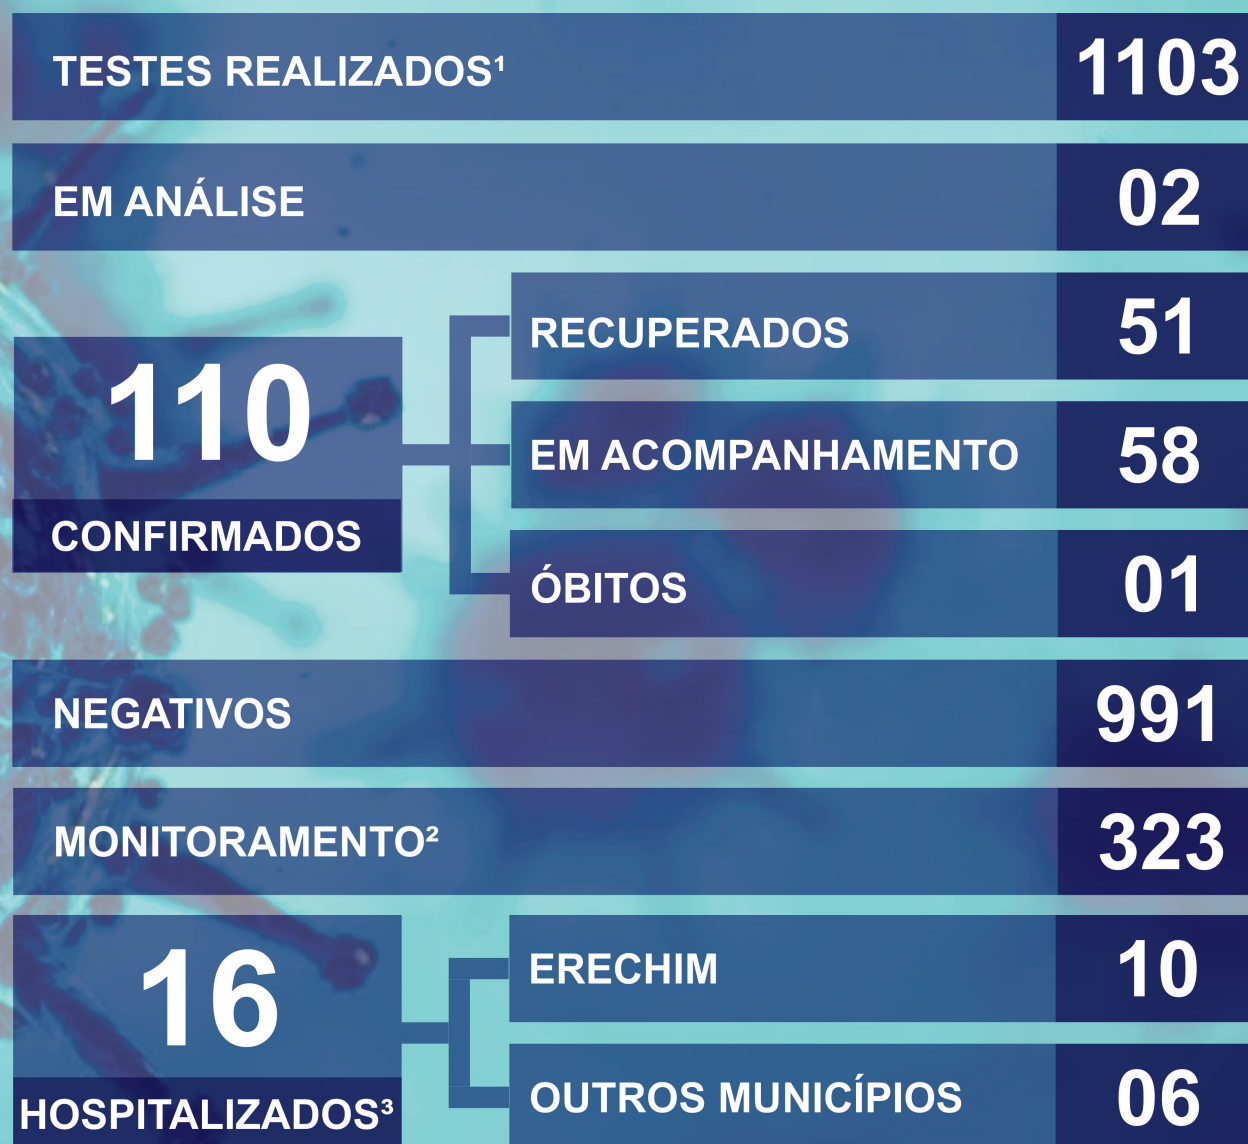 TESTES REALIZADOS¹ 1103
EM ANÁLISE 02
110
CONFIRMADOS
RECUPERADOS 51
EM ACOMPANHAMENTO 58
ÓBITOS 01
NEGATIVOS 991
MONITORAMENTO² 323
16
HOSPITALIZADOS³
ERECHIM 10
OUTROS MUNICÍPIOS 06